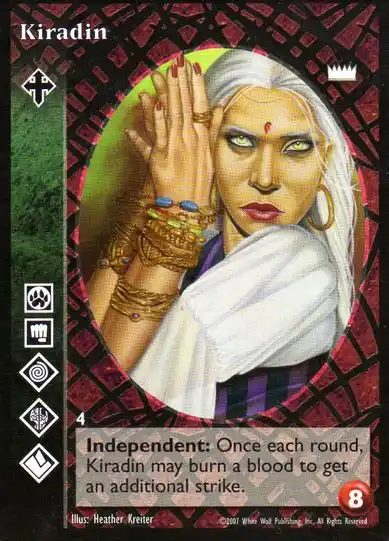 Kiradin
4
Independent: Once each round,
Kiradin may burn a blood to get
an additional strike.
8
Illus: Heather Kreiter
©2007 White Wolf Publishing, Inc. All Rights Reserved